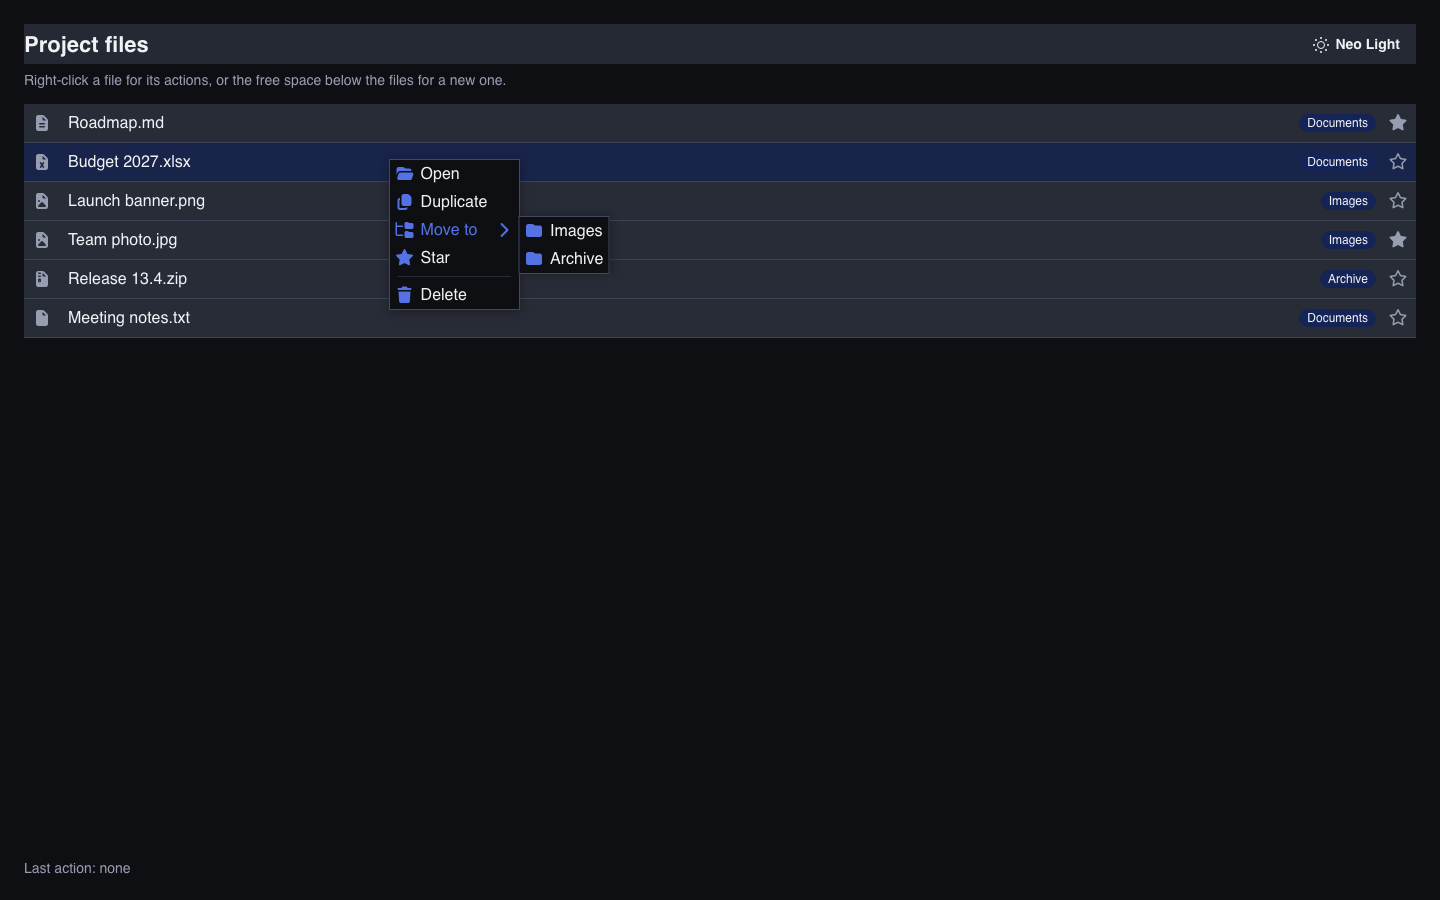 Project files
Neo Light
Right-click a file for its actions, or the free space below the files for a new one.
Roadmap.md
Documents
Budget 2027.xlsx
Documents
Launch banner.png
Images
Team photo.jpg
Images
Release 13.4.zip
Archive
Meeting notes.txt
Documents
Open
Duplicate
Move to
Star
Delete
Images
Archive
Last action: none